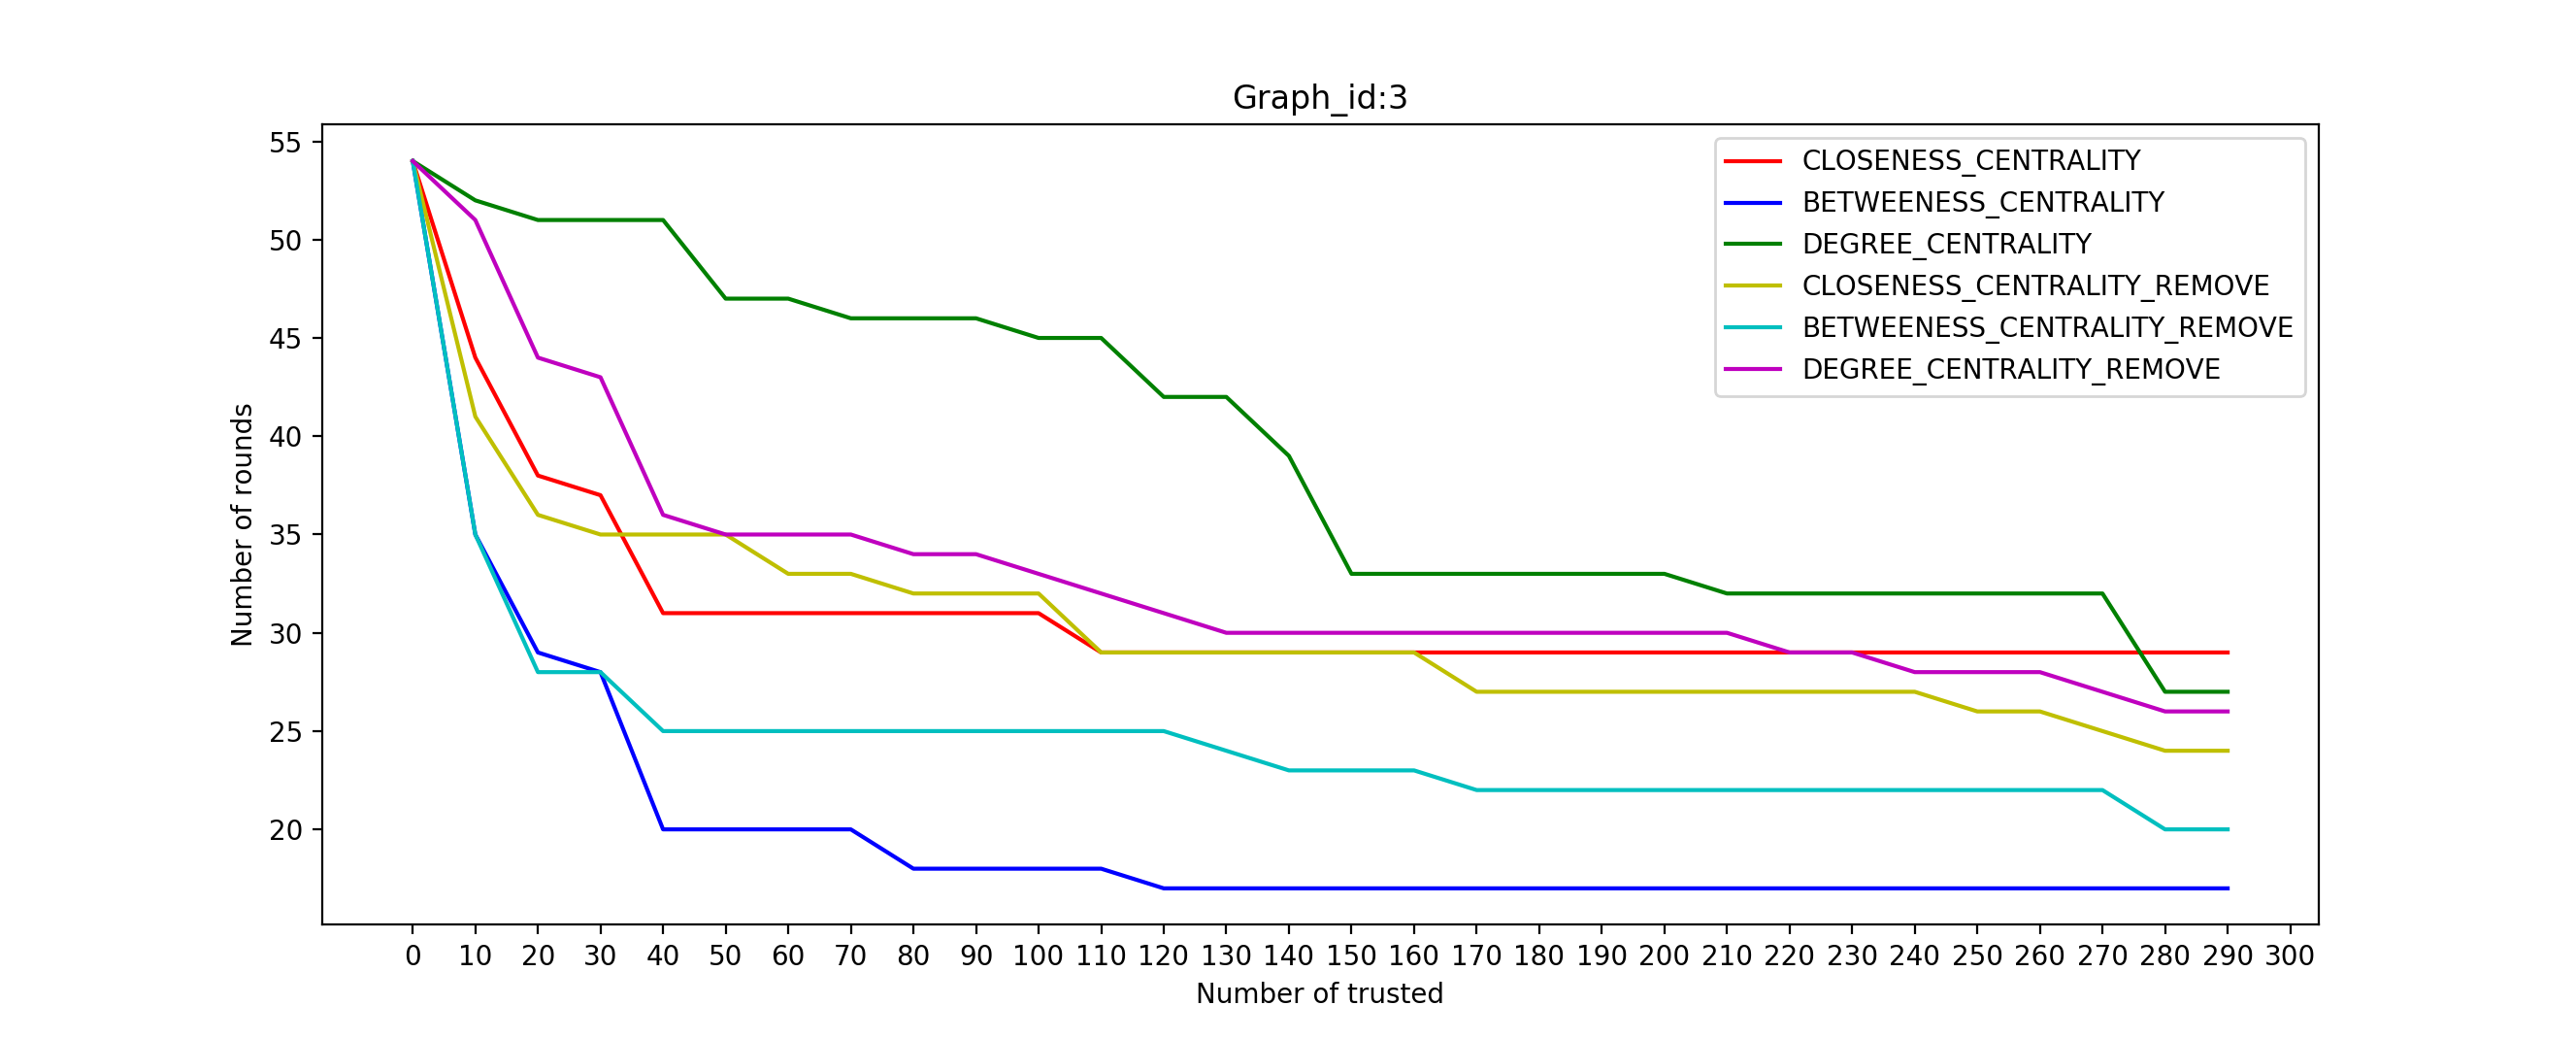 Graph_id:3
55
50
45
40
35
30
25
20
Number of rounds
CLOSENESS_CENTRALITY
BETWEENESS_CENTRALITY
DEGREE_CENTRALITY
CLOSENESS_CENTRALITY_REMOVE
BETWEENESS_CENTRALITY_REMOVE
DEGREE_CENTRALITY_REMOVE
0 10 20 30 40 50 60 70 80 90 100 110 120 130 140 150 160 170 180 190 200 210 220 230 240 250 260 270 280 290 300
Number of trusted